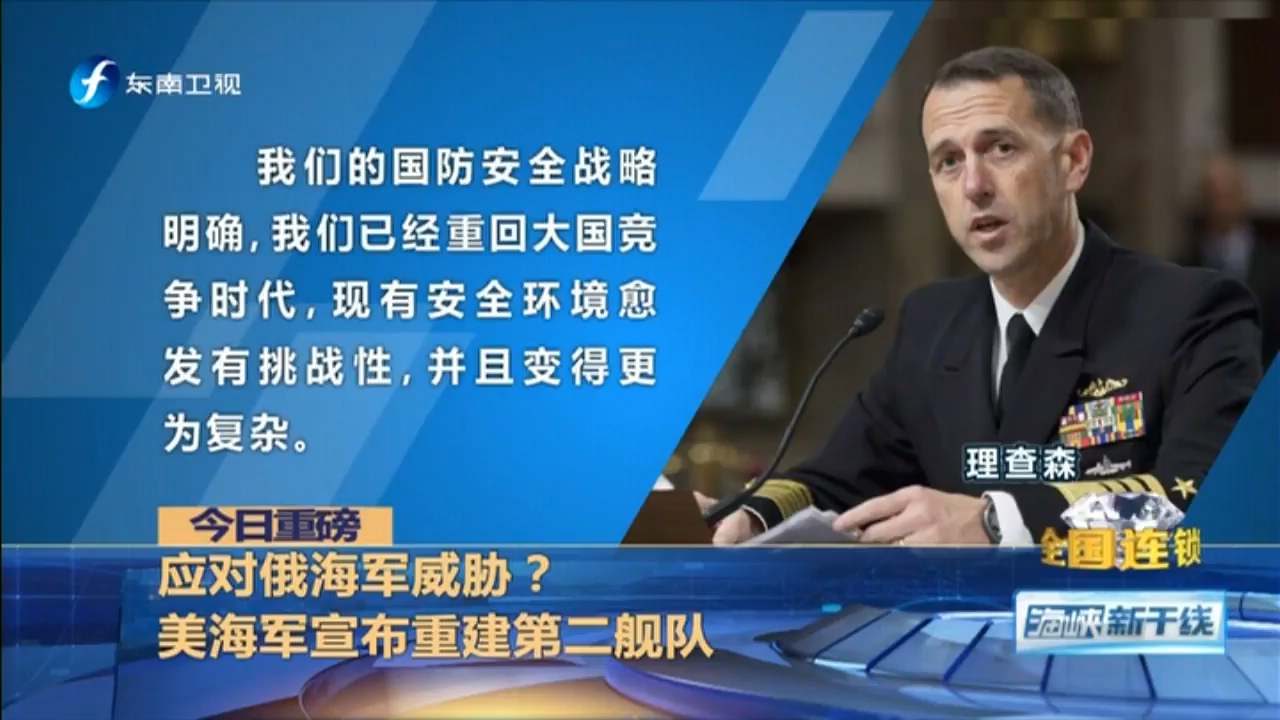 东南卫视
我们的国防安全战略
明确,我们已经重回大国竞
争时代,现有安全环境愈
发有挑战性,并且变得更
为复杂。
理查森
今日重磅
全国连锁
应对俄海军威胁？
海峡新干线
美海军宣布重建第二舰队